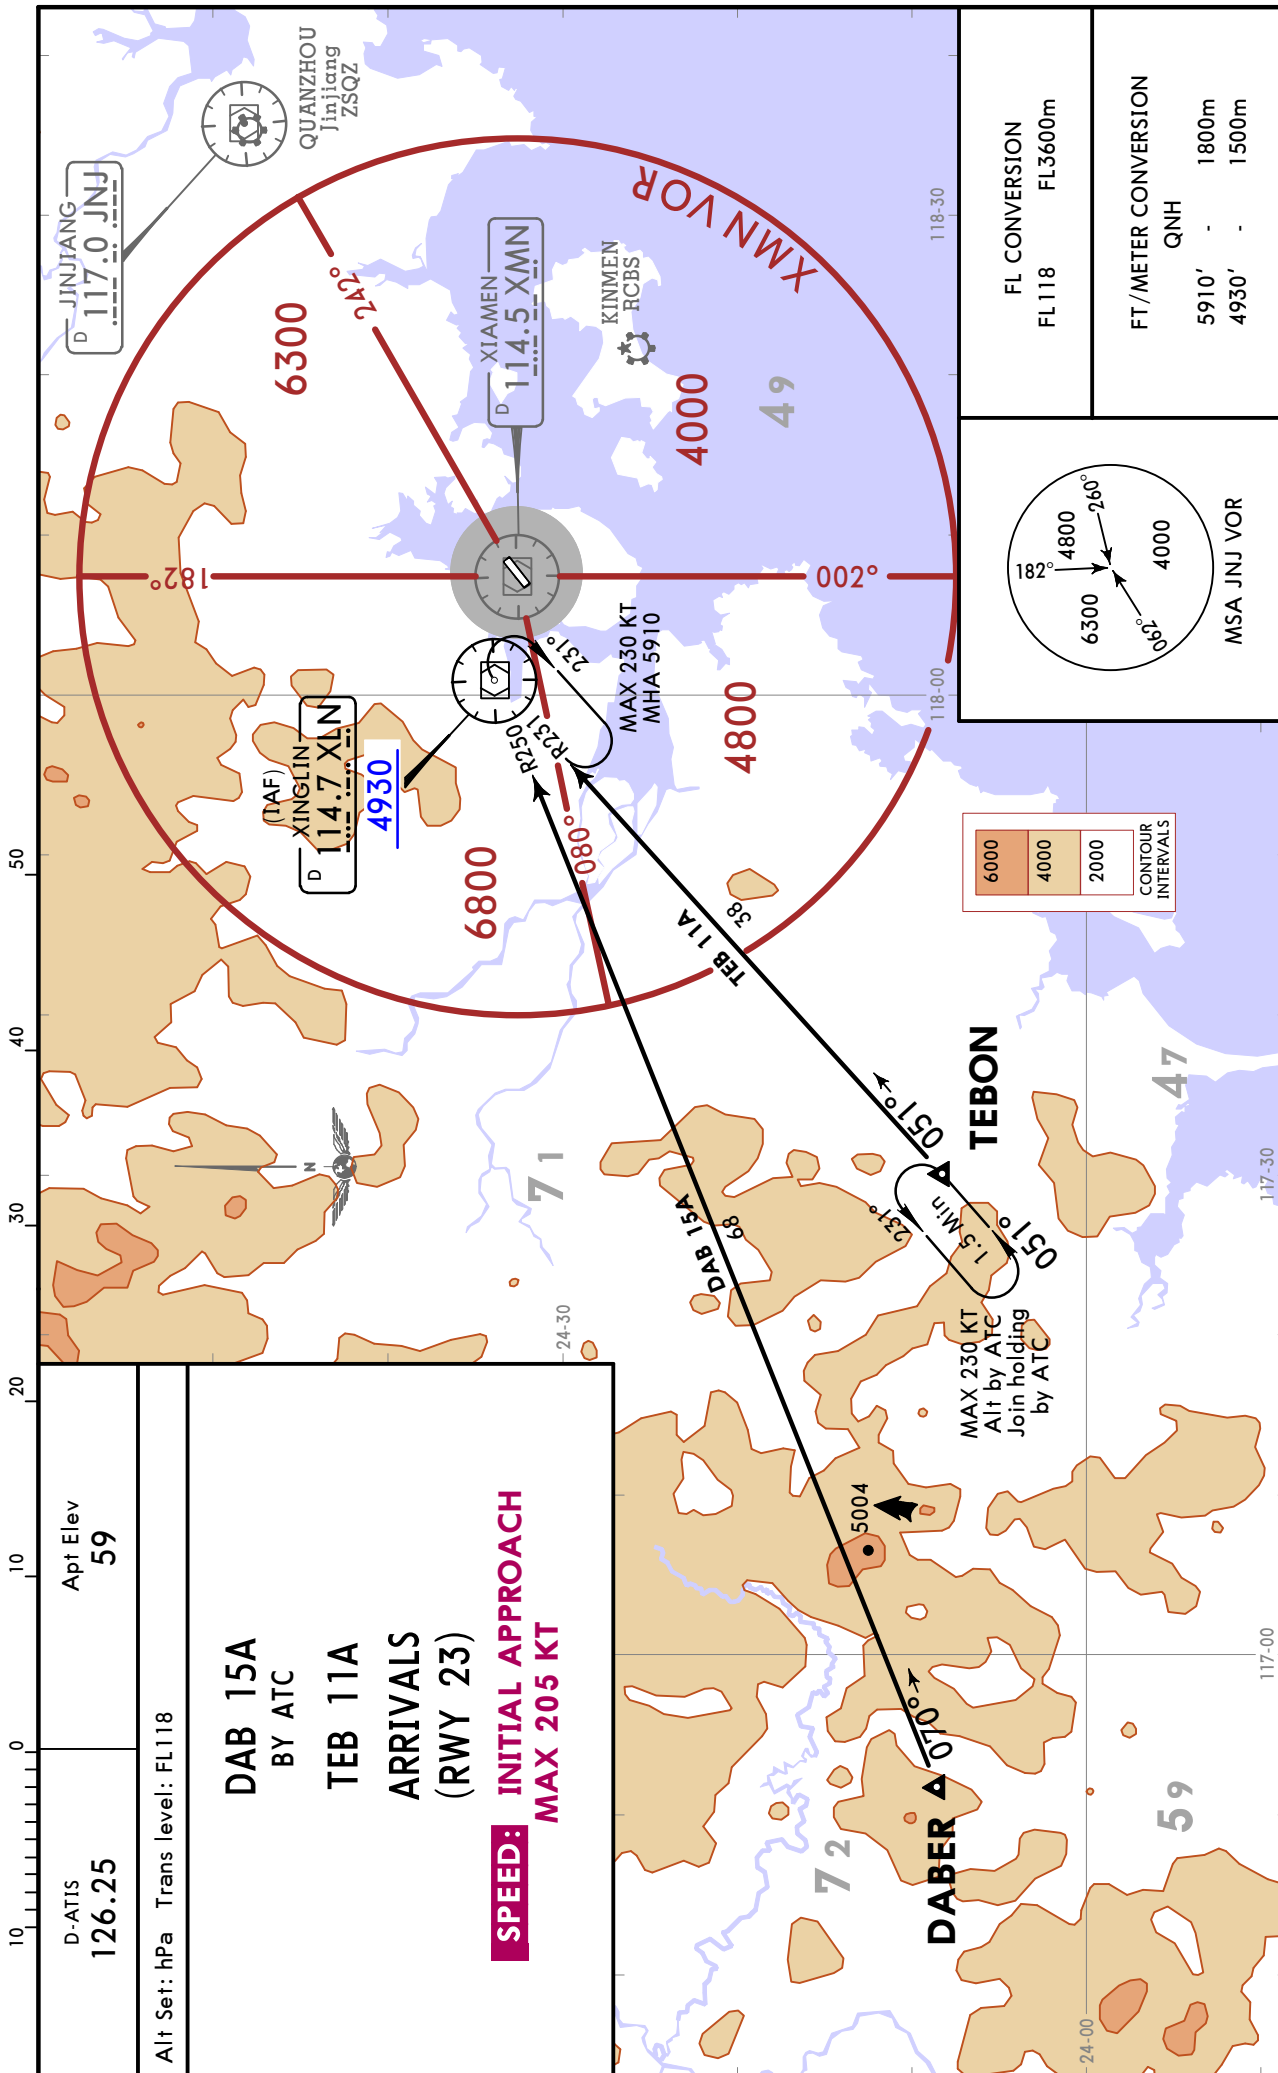 10 0 10 20 30 40 50
D-ATIS
126.25
Apt Elev
59
Alt Set: hPa Trans level: FL118
DAB 15A
BY ATC
TEB 11A
ARRIVALS
(RWY 23)
SPEED: INITIAL APPROACH
MAX 205 KT
JINJIANG
D 117.0 JNJ
QUANZHOU
Jinjiang
ZSQZ
XIAMEN
D 114.5 XMN
KINMEN
RCBS
(IAF)
XINGLIN
D 114.7 XLN
4930
6300
4000
4800
6800
242°
182°
200°
080°
XMN VOR
R250
R231
231°
MAX 230 KT
MHA 5910
TEB 11A
38
DAB 15A
68
N
71
72
47
49
59
051°
TEBON
231°
1.5 Min
051°
MAX 230 KT
Alt by ATC
Join holding
by ATC
5004
070°
DABER
24-30
24-00
117-00
117-30
118-00
118-30
6000
4000
2000
CONTOUR
INTERVALS
182°
260°
062°
6300
4800
4000
MSA JNJ VOR
FL CONVERSION
FL118 FL3600m
FT/METER CONVERSION
QNH
5910' - 1800m
4930' - 1500m